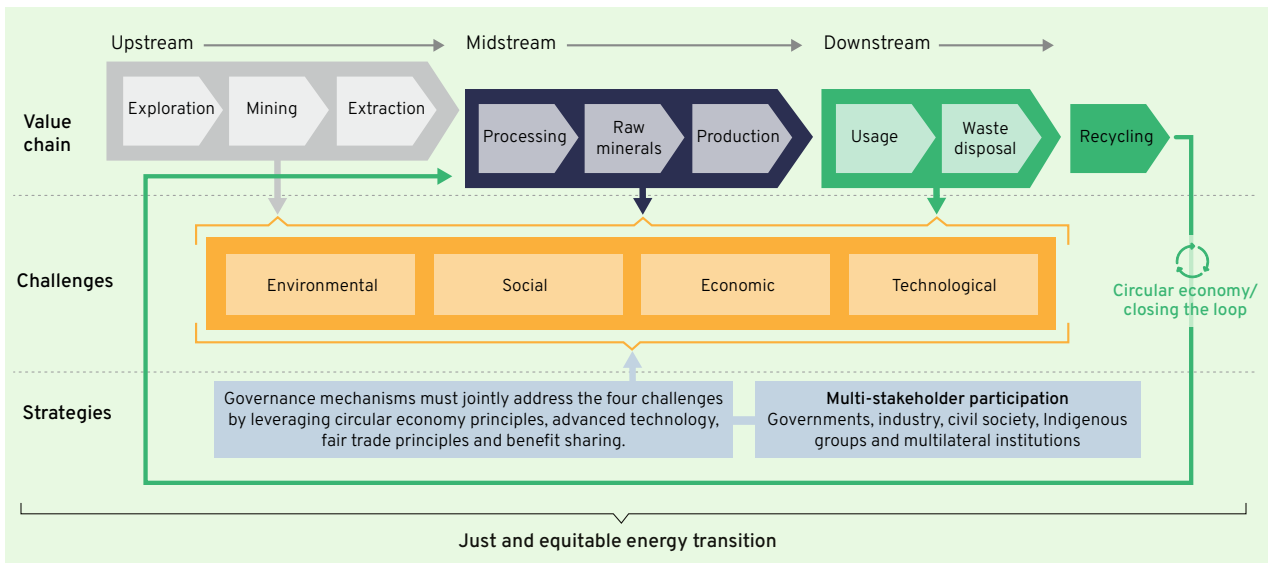 Upstream
Midstream
Downstream
Value
chain
Exploration
Mining
Extraction
Processing
Raw
minerals
Production
Usage
Waste
disposal
Recycling
Challenges
Environmental
Social
Economic
Technological
Circular economy/
closing the loop
Strategies
Governance mechanisms must jointly address the four challenges
by leveraging circular economy principles, advanced technology,
fair trade principles and benefit sharing.
Multi-stakeholder participation
Governments, industry, civil society, Indigenous
groups and multilateral institutions
Just and equitable energy transition